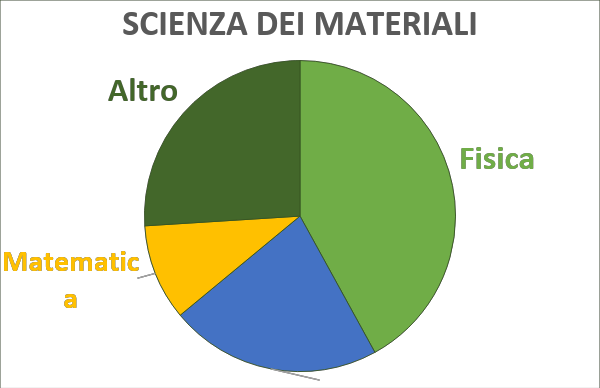 SCIENZA DEI MATERIALI
Altro
Fisica
Matematic
a